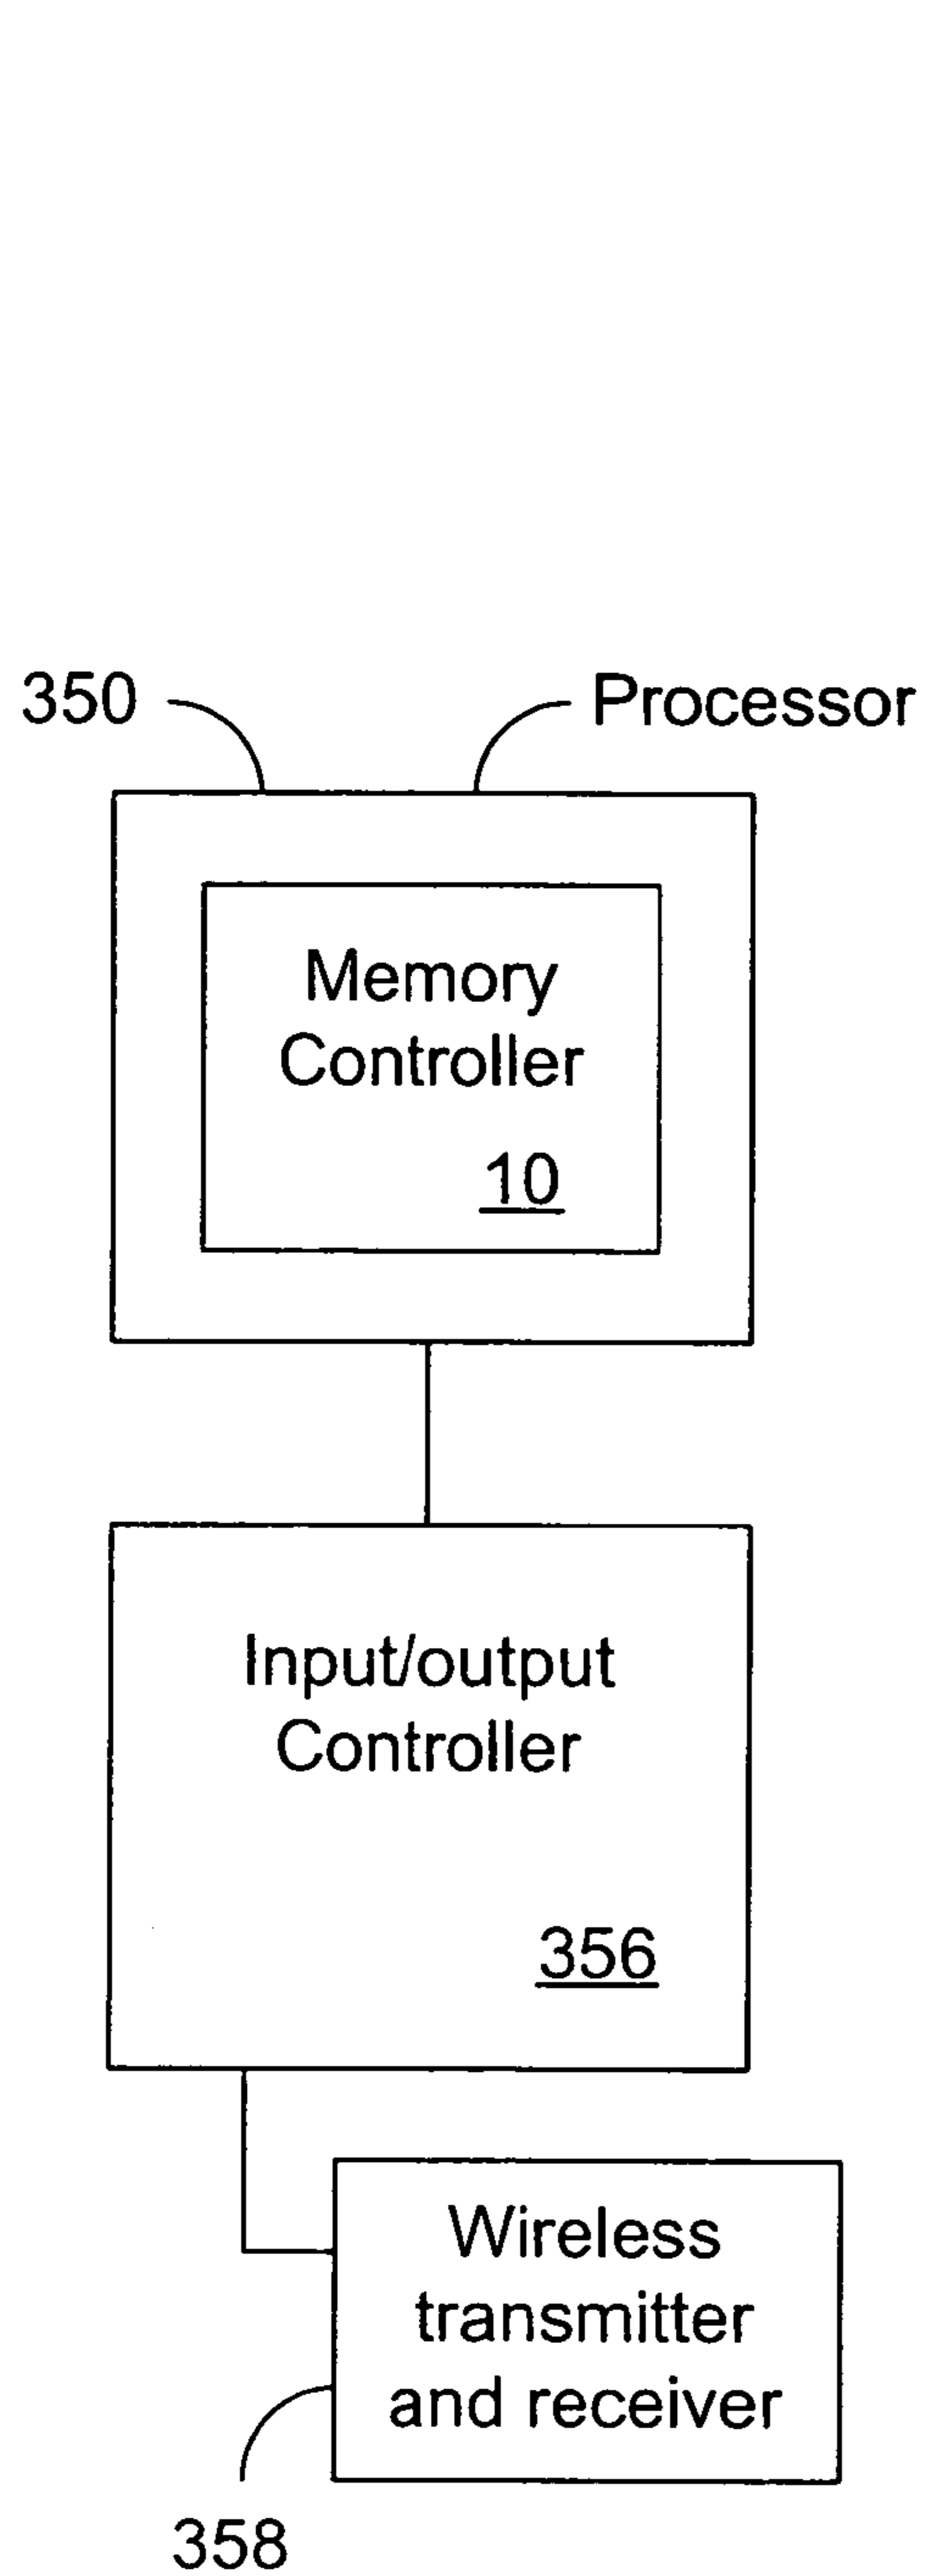 350
Processor
Memory
Controller
10
Input/output
Controller
356
Wireless
transmitter
and receiver
358